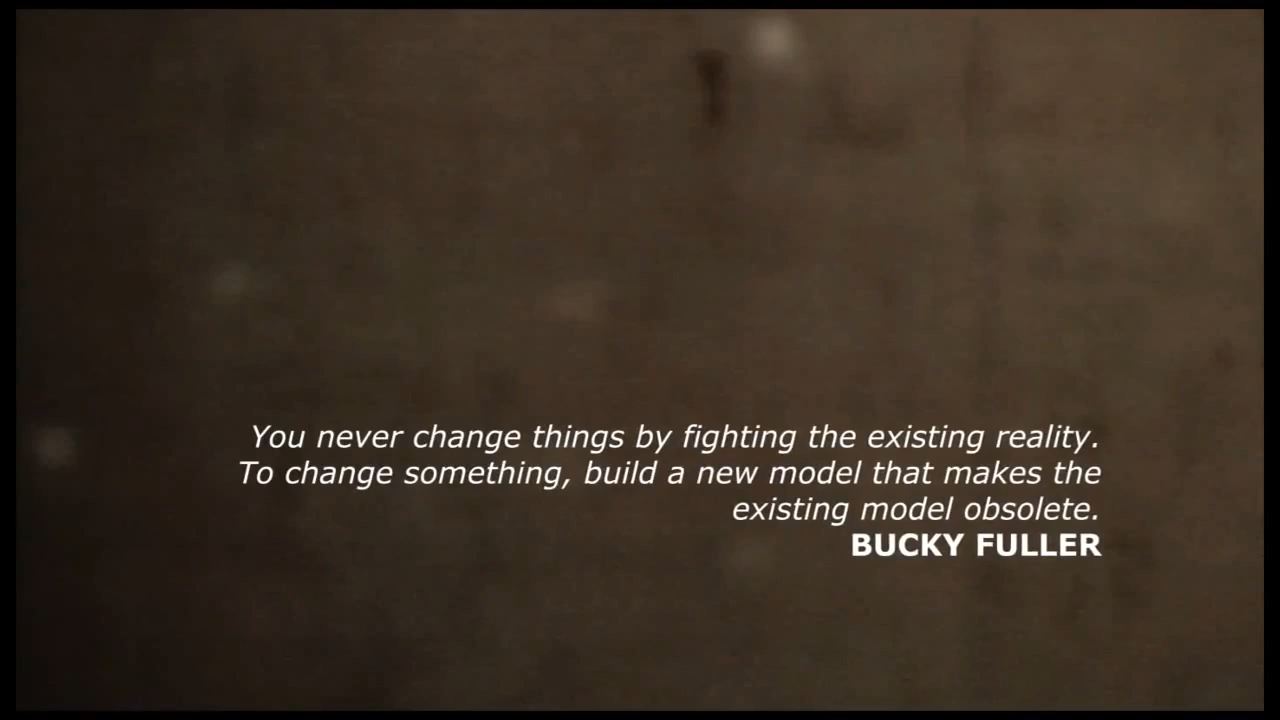 You never change things by fighting the existing reality.
To change something, build a new model that makes the
existing model obsolete.
BUCKY FULLER